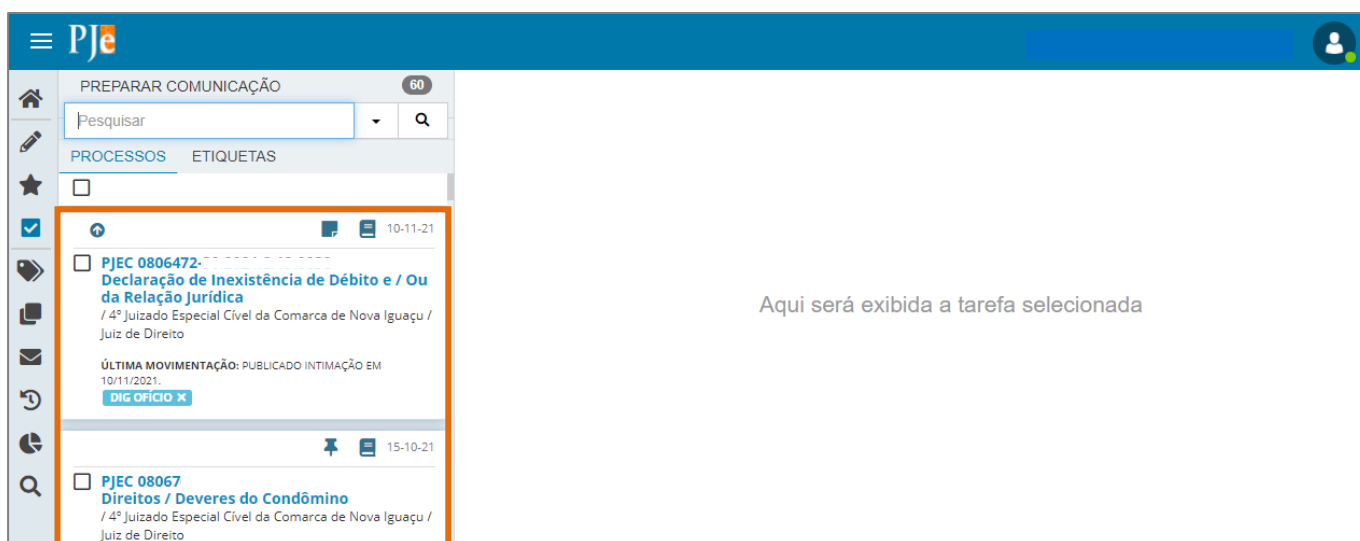 PJe
PREPARAR COMUNICAÇÃO 60
Pesquisar
PROCESSOS ETIQUETAS
10-11-21
PJEC 0806472-
Declaração de Inexistência de Débito e / Ou
da Relação Jurídica
/ 4º Juizado Especial Cível da Comarca de Nova Iguaçu /
Juiz de Direito
ÚLTIMA MOVIMENTAÇÃO: PUBLICADO INTIMAÇÃO EM
10/11/2021.
DIG OFÍCIO ×
15-10-21
PJEC 08067
Direitos / Deveres do Condômino
/ 4º Juizado Especial Cível da Comarca de Nova Iguaçu /
Juiz de Direito
Aqui será exibida a tarefa selecionada